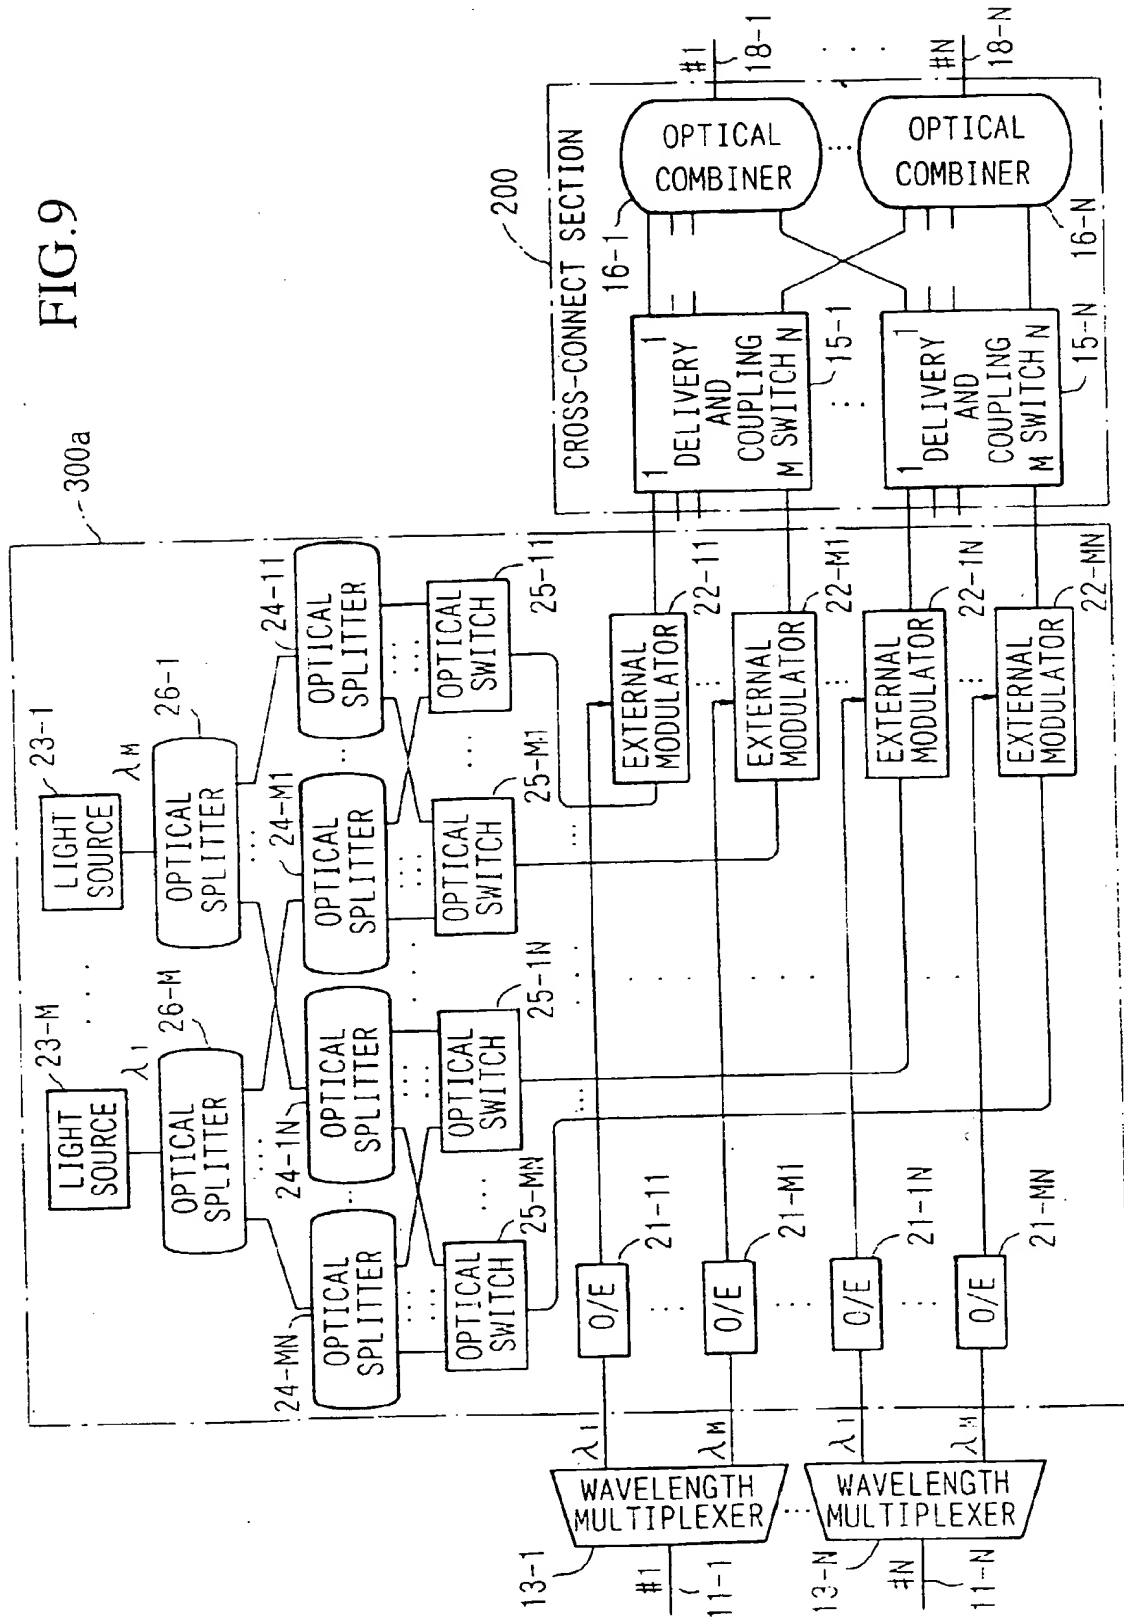 FIG.9
300a
23-M
LIGHT
SOURCE
λ1
26-M
OPTICAL
SPLITTER
23-1
LIGHT
SOURCE
λM
26-1
OPTICAL
SPLITTER
24-MN
OPTICAL
SPLITTER
24-1N
OPTICAL
SPLITTER
24-M1
OPTICAL
SPLITTER
24-11
OPTICAL
SPLITTER
25-MN
OPTICAL
SWITCH
25-1N
OPTICAL
SWITCH
25-M1
OPTICAL
SWITCH
25-11
OPTICAL
SWITCH
13-1
#1
11-1
WAVELENGTH
MULTIPLEXER
λ1
λM
13-N
#N
11-N
WAVELENGTH
MULTIPLEXER
λ1
λM
O/E
21-11
O/E
21-M1
O/E
21-1N
O/E
21-MN
EXTERNAL
MODULATOR
22-11
EXTERNAL
MODULATOR
22-M1
EXTERNAL
MODULATOR
22-1N
EXTERNAL
MODULATOR
22-MN
200
CROSS-CONNECT SECTION
1 1
DELIVERY
AND
COUPLING
M SWITCH N
15-1
1 1
DELIVERY
AND
COUPLING
M SWITCH N
15-N
16-1
OPTICAL
COMBINER
#1
18-1
OPTICAL
COMBINER
16-N
#N
18-N